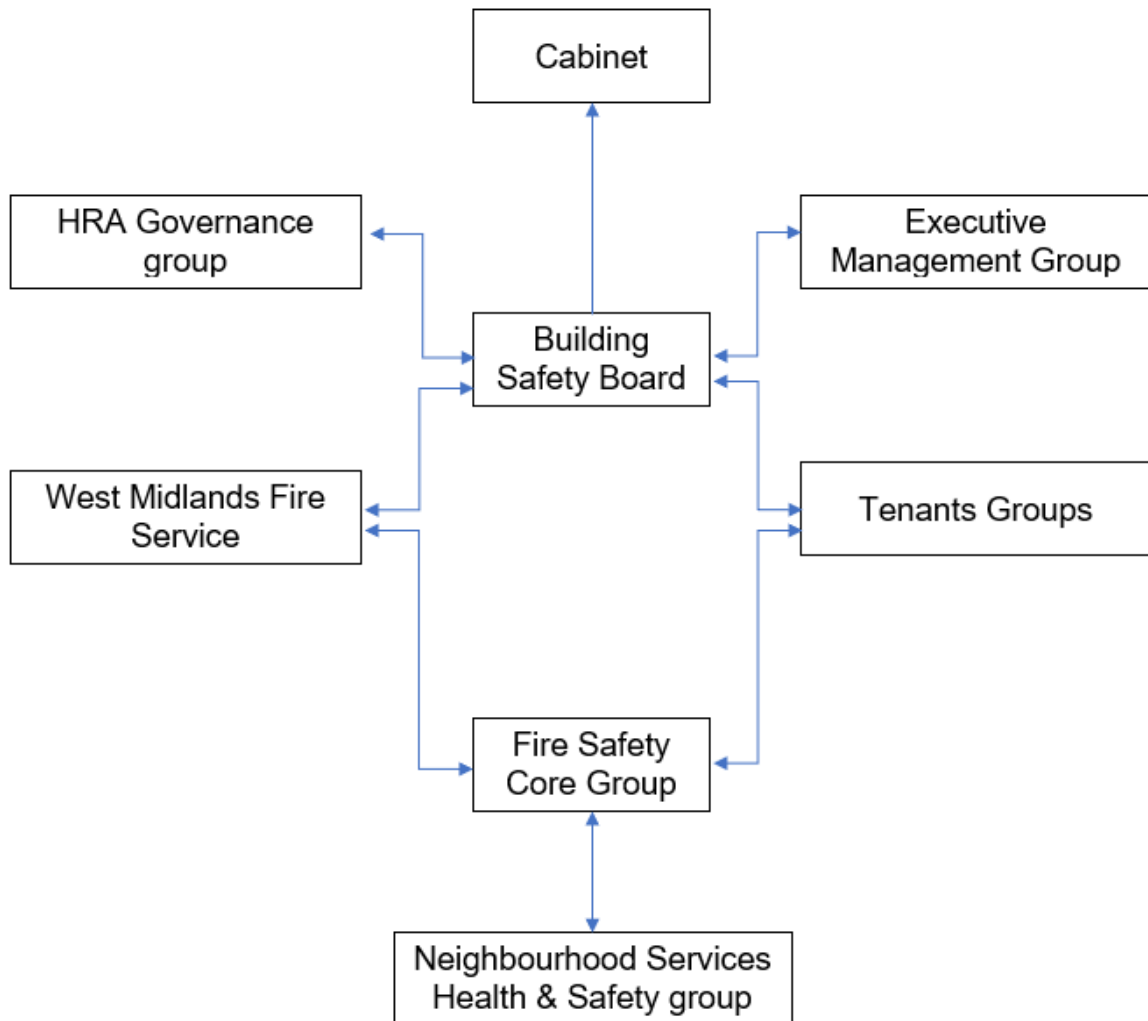 Cabinet
HRA Governance
group
Executive
Management Group
Building
Safety Board
West Midlands Fire
Service
Tenants Groups
Fire Safety
Core Group
Neighbourhood Services
Health & Safety group